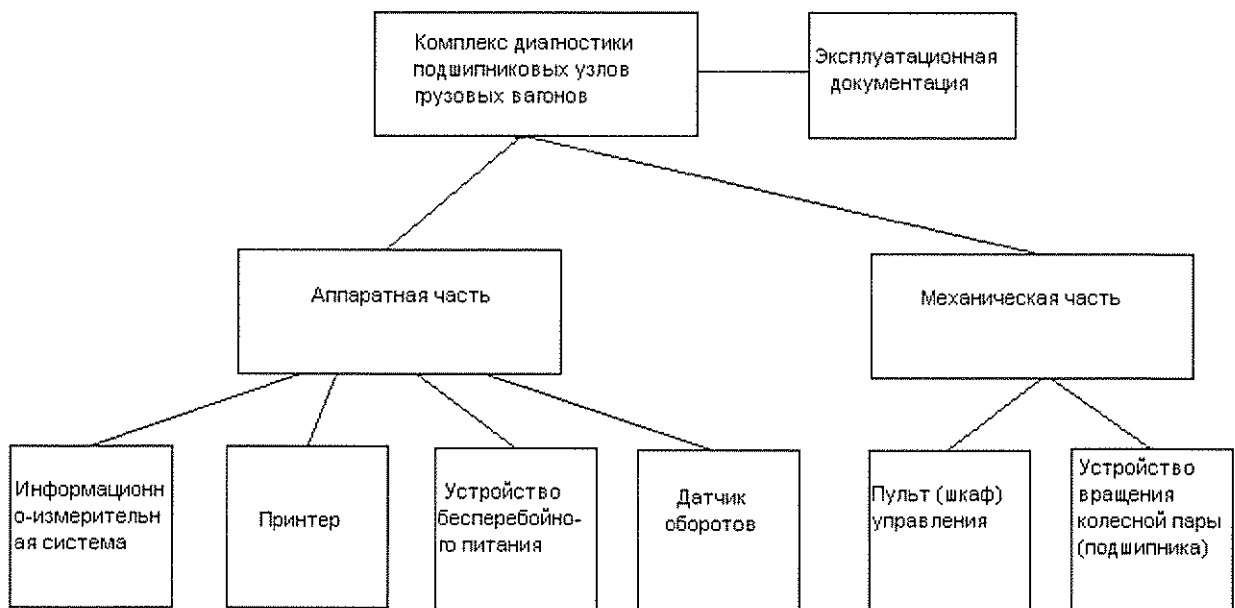 Комплекс диагностики
подшипниковых узлов
грузовых вагонов
Эксплуатационная
документация
Аппаратная часть
Механическая часть
Информационн
о-измерительн
ая система
Принтер
Устройство
бесперебойно-
го питания
Датчик
оборотов
Пульт (шкаф)
управления
Устройство
вращения
колесной пары
(подшипника)